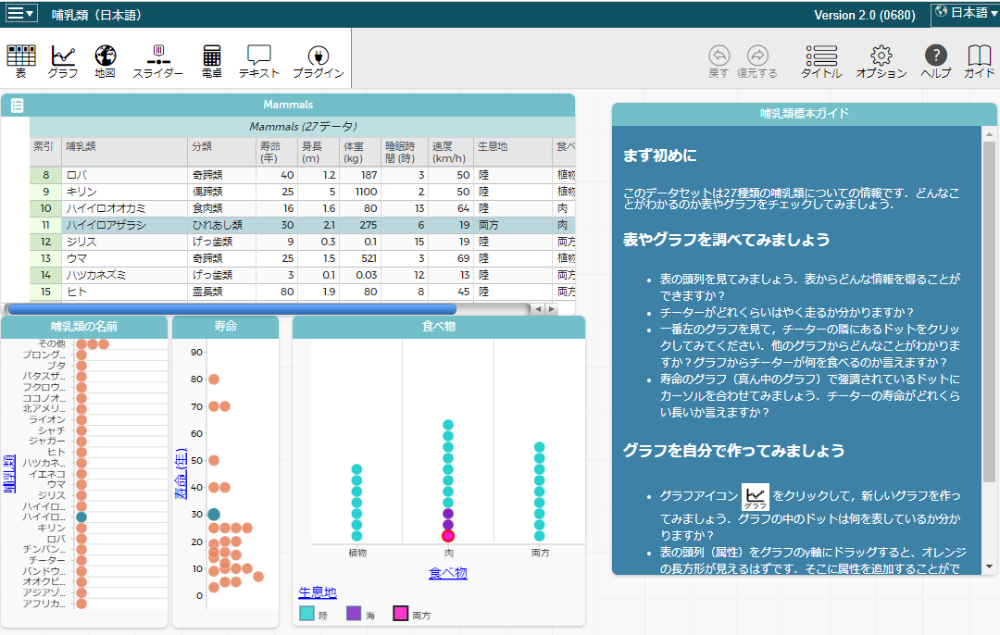 哺乳類（日本語）
Version 2.0 (0680)
日本語
表
グラフ
地図
スライダー
電卓
テキスト
プラグイン
戻す
復元する
タイトル
オプション
ヘルプ
ガイド
Mammals
Mammals (27データ)
索引 哺乳類 分類 寿命(年) 身長(m) 体重(kg) 睡眠時間(時) 速度(km/h) 生息地 食べ
8 ロバ 奇蹄類 40 1.2 187 3 50 陸 植物
9 キリン 偶蹄類 25 5 1100 2 50 陸 植物
10 ハイイロオオカミ 食肉類 16 1.6 80 13 64 陸 肉
11 ハイイロアザラシ ひれあし類 30 2.1 275 6 19 両方 肉
12 ジリス げっ歯類 9 0.3 0.1 15 19 陸 両方
13 ウマ 奇蹄類 25 1.5 521 3 69 陸 植物
14 ハツカネズミ げっ歯類 3 0.1 0.03 12 13 陸 両方
15 ヒト 霊長類 80 1.9 80 8 45 陸 両方
哺乳類の名前
その他
プロング...
ブタ
バタスザ...
フクロウ...
ココノオ...
北アメリ...
ライオン
シャチ
ジャガー
ヒト
ハツカネ...
イエネコ
ウマ
ジリス
ハイイロ...
ハイイロ...
キリン
ロバ
チンパン...
チーター
バンドウ...
オオクビ...
アジアゾ...
アフリカ...
哺乳類
寿命
90
80
70
60
50
40
30
20
10
0
寿命 (年)
食べ物
植物
肉
両方
食べ物
生息地
陸
海
両方
哺乳類標本ガイド
まず初めに
このデータセットは27種類の哺乳類についての情報です．どんなこ
とがわかるのか表やグラフをチェックしてみましょう．
表やグラフを調べてみましょう
• 表の頭列を見てみましょう．表からどんな情報を得ることが
できますか？
• チーターがどれくらいはやく走るか分かりますか？
• 一番左のグラフを見て，チーターの隣にあるドットをクリッ
クしてみてください．他のグラフからどんなことがわかりま
すか？グラフからチーターが何を食べるのか言えますか？
• 寿命のグラフ（真ん中のグラフ）で強調されているドットに
カーソルを合わせてみましょう．チーターの寿命がどれくら
い長いか言えますか？
グラフを自分で作ってみましょう
• グラフアイコン グラフ をクリックして，新しいグラフを作っ
てみましょう．グラフの中のドットは何を表しているか分か
りますか？
• 表の頭列（属性）をグラフのy軸にドラッグすると、オレンジ
の長方形が見えるはずです。そこに属性を追加することがで